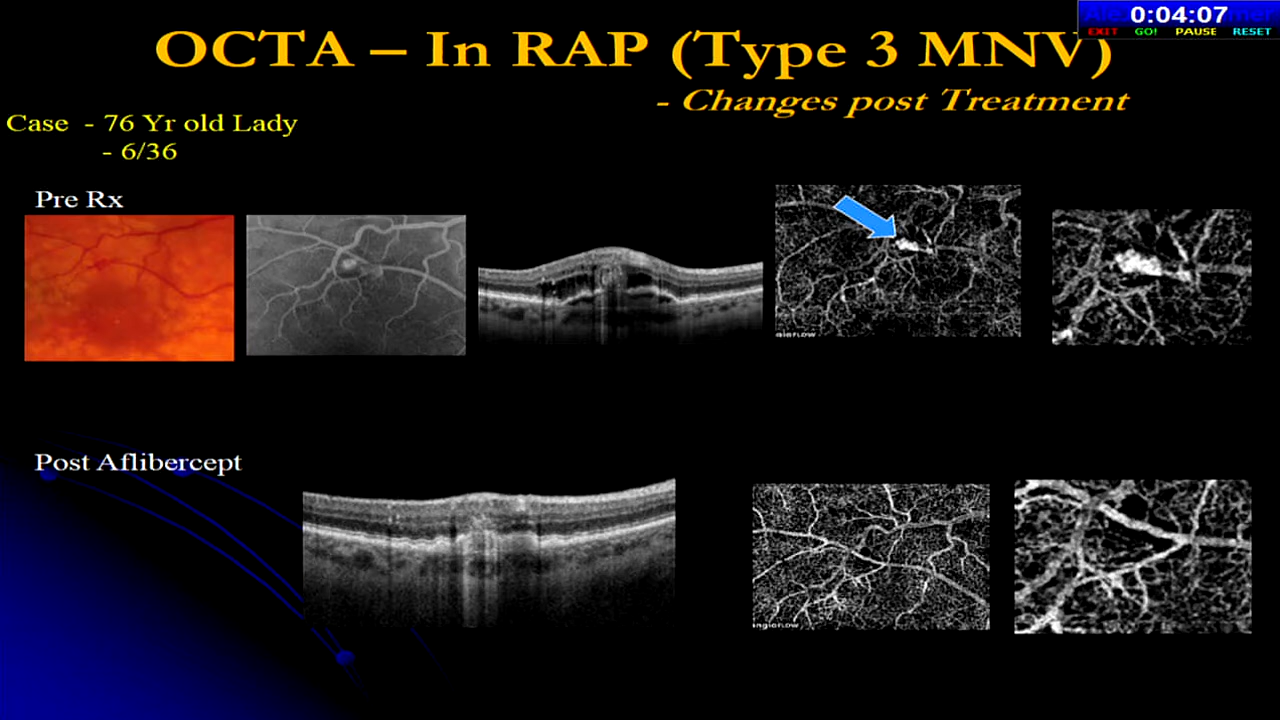 0:04:07
EXIT GO! PAUSE RESET
OCTA – In RAP (Type 3 MNV)
- Changes post Treatment
Case - 76 Yr old Lady
- 6/36
Pre Rx
Post Aflibercept
angioflow